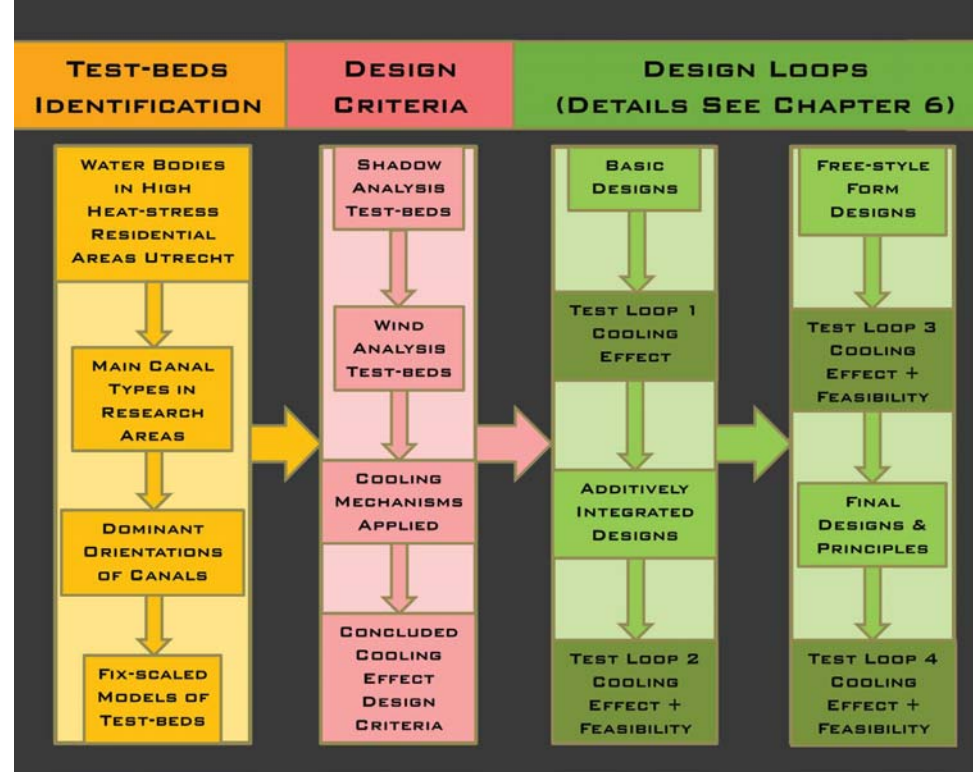 TEST-BEDS
IDENTIFICATION
DESIGN
CRITERIA
DESIGN LOOPS
(DETAILS SEE CHAPTER 6)
WATER BODIES
IN HIGH
HEAT-STRESS
RESIDENTIAL
AREAS UTRECHT
MAIN CANAL
TYPES IN
RESEARCH
AREAS
DOMINANT
ORIENTATIONS
OF CANALS
FIX-SCALED
MODELS OF
TEST-BEDS
SHADOW
ANALYSIS
TEST-BEDS
WIND
ANALYSIS
TEST-BEDS
COOLING
MECHANISMS
APPLIED
CONCLUDED
COOLING
EFFECT
DESIGN
CRITERIA
BASIC
DESIGNS
TEST LOOP 1
COOLING
EFFECT
ADDITIVELY
INTEGRATED
DESIGNS
TEST LOOP 2
COOLING
EFFECT +
FEASIBILITY
FREE-STYLE
FORM
DESIGNS
TEST LOOP 3
COOLING
EFFECT +
FEASIBILITY
FINAL
DESIGNS &
PRINCIPLES
TEST LOOP 4
COOLING
EFFECT +
FEASIBILITY